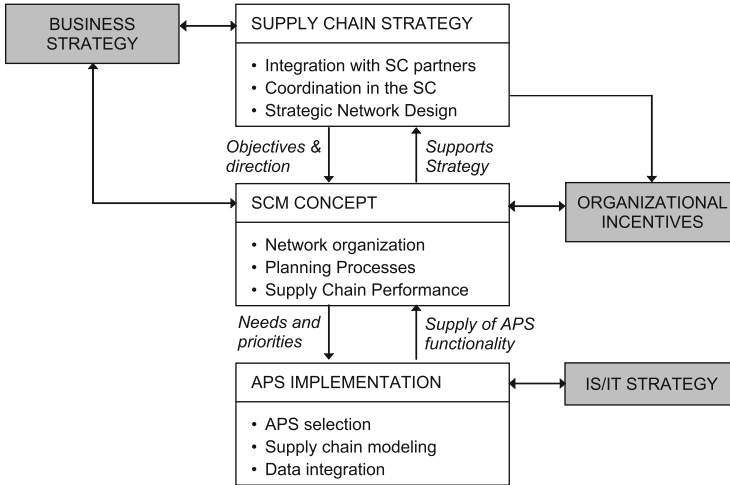 BUSINESS
STRATEGY
SUPPLY CHAIN STRATEGY
• Integration with SC partners
• Coordination in the SC
• Strategic Network Design
Objectives &
direction
Supports
Strategy
SCM CONCEPT
• Network organization
• Planning Processes
• Supply Chain Performance
ORGANIZATIONAL
INCENTIVES
Needs and
priorities
Supply of APS
functionality
APS IMPLEMENTATION
• APS selection
• Supply chain modeling
• Data integration
IS/IT STRATEGY